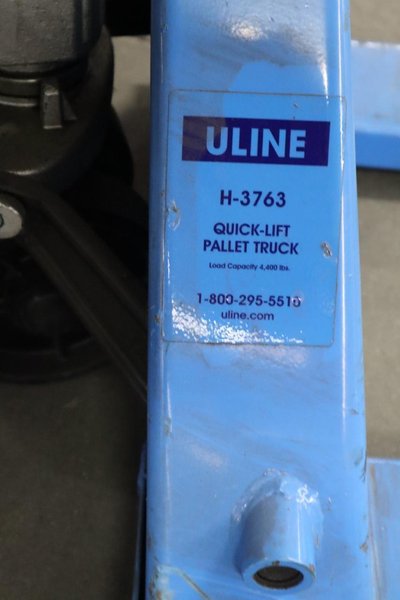 ULINE
H-3763
QUICK-LIFT
PALLET TRUCK
Load Capacity 4,400 lbs.
1-800-295-5510
uline.com